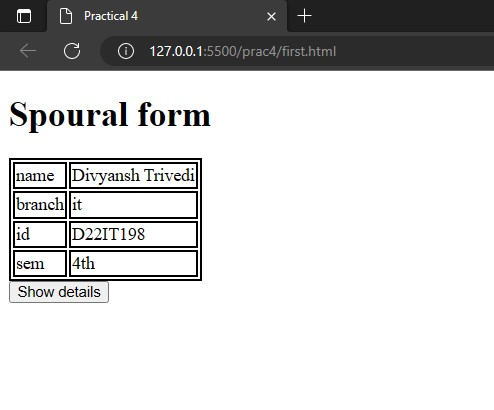 Practical 4
127.0.0.1:5500/prac4/first.html
Spoural form
name Divyansh Trivedi
branch it
id D22IT198
sem 4th
Show details